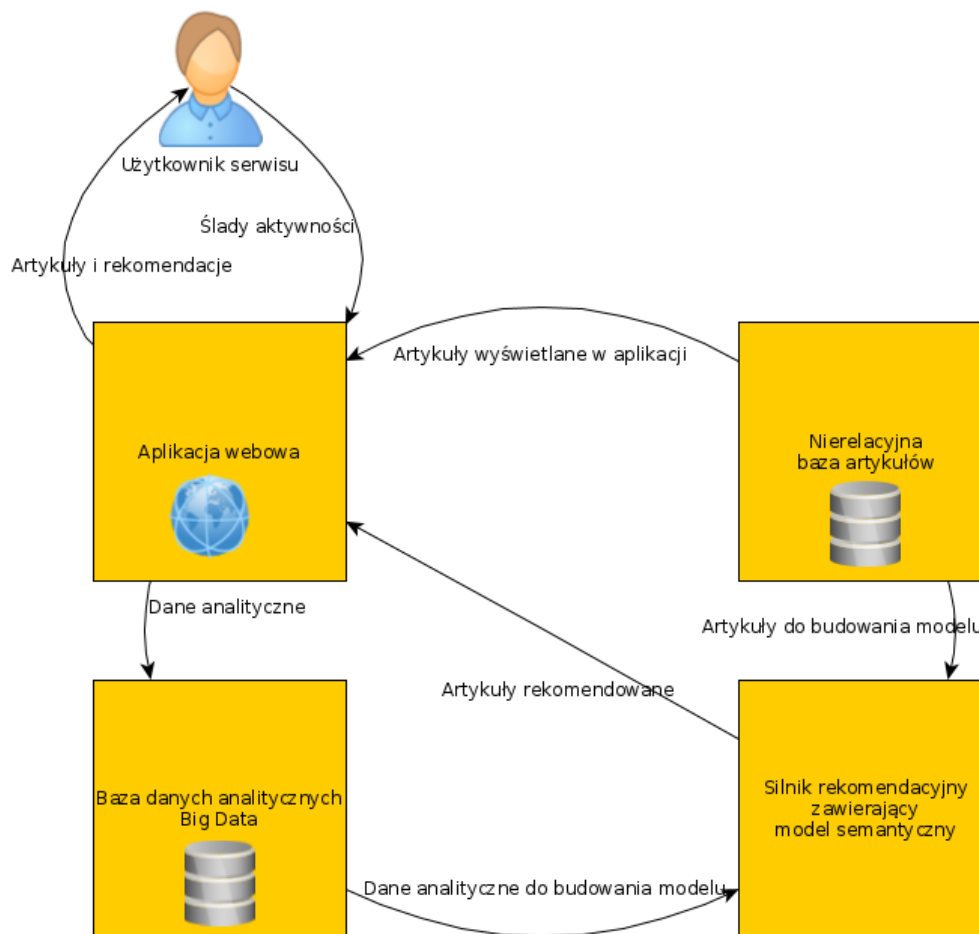 Użytkownik serwisu
Ślady aktywności
Artykuły i rekomendacje
Artykuły wyświetlane w aplikacji
Aplikacja webowa
Nierelacyjna
baza artykułów
Dane analityczne
Artykuły do budowania modelu
Artykuły rekomendowane
Baza danych analitycznych
Big Data
Silnik rekomendacyjny
zawierający
model semantyczny
Dane analityczne do budowania modelu